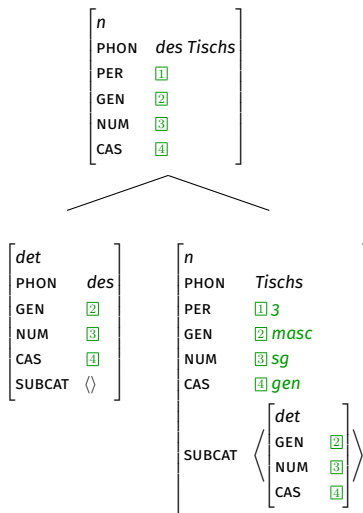 n
PHON des Tischs
PER 1
GEN 2
NUM 3
CAS 4
det
PHON des
GEN 2
NUM 3
CAS 4
SUBCAT ⟨⟩
n
PHON Tischs
PER 1 3
GEN 2 masc
NUM 3 sg
CAS 4 gen
SUBCAT ⟨ det
GEN 2
NUM 3
CAS 4 ⟩